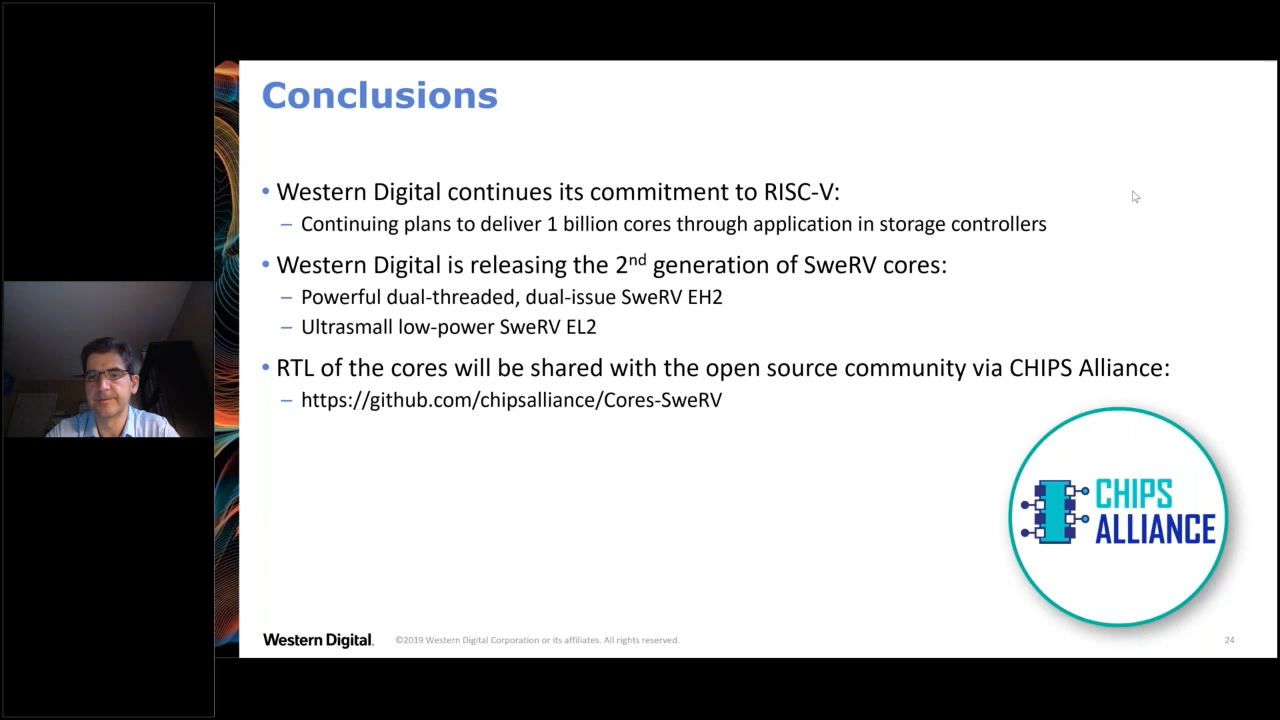 Conclusions
• Western Digital continues its commitment to RISC-V:
– Continuing plans to deliver 1 billion cores through application in storage controllers
• Western Digital is releasing the 2nd generation of SweRV cores:
– Powerful dual-threaded, dual-issue SweRV EH2
– Ultrasmall low-power SweRV EL2
• RTL of the cores will be shared with the open source community via CHIPS Alliance:
– https://github.com/chipsalliance/Cores-SweRV
CHIPS
ALLIANCE
Western Digital.
©2019 Western Digital Corporation or its affiliates. All rights reserved.
24